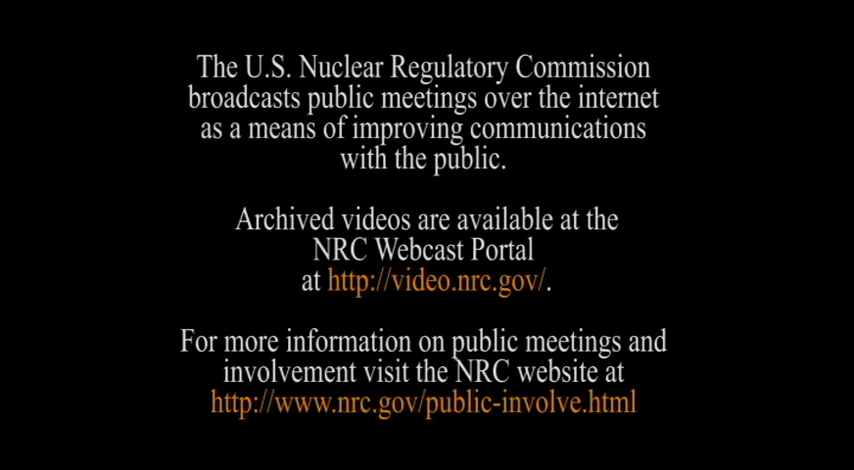 The U.S. Nuclear Regulatory Commission
broadcasts public meetings over the internet
as a means of improving communications
with the public.
Archived videos are available at the
NRC Webcast Portal
at http://video.nrc.gov/.
For more information on public meetings and
involvement visit the NRC website at
http://www.nrc.gov/public-involve.html